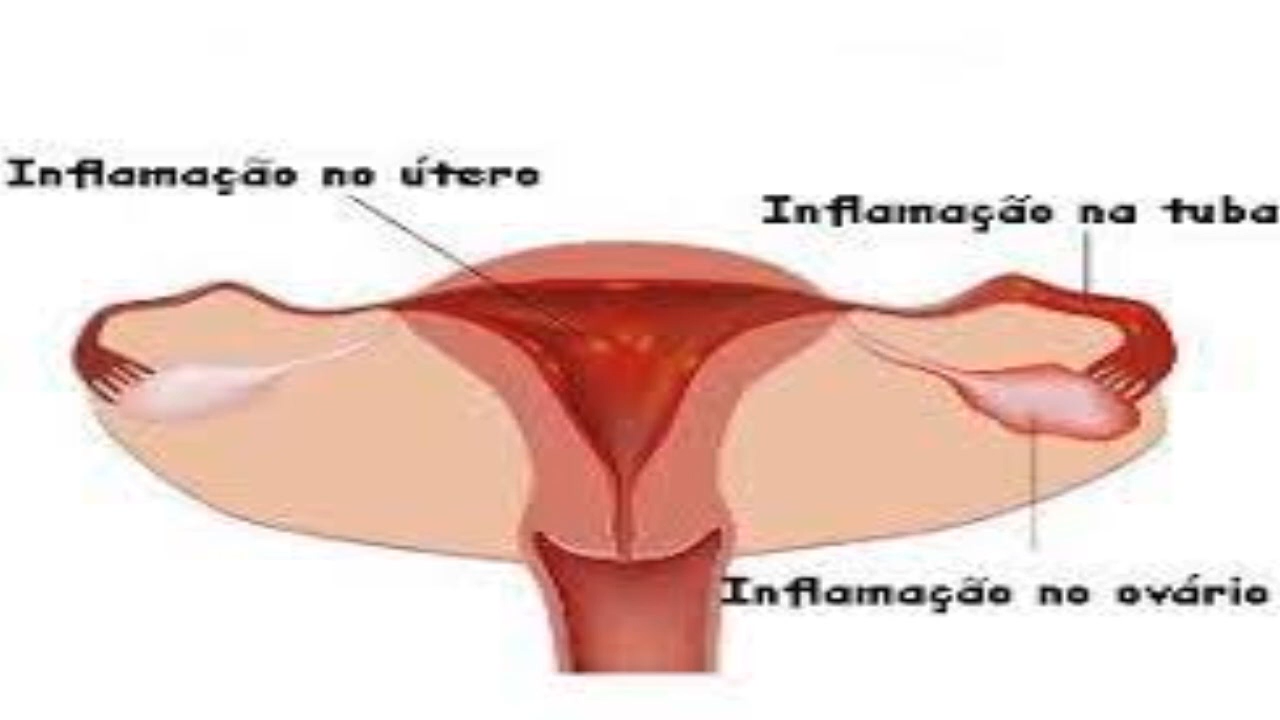 Inflamação no útero
Inflamação na tuba
Inflamação no ovário